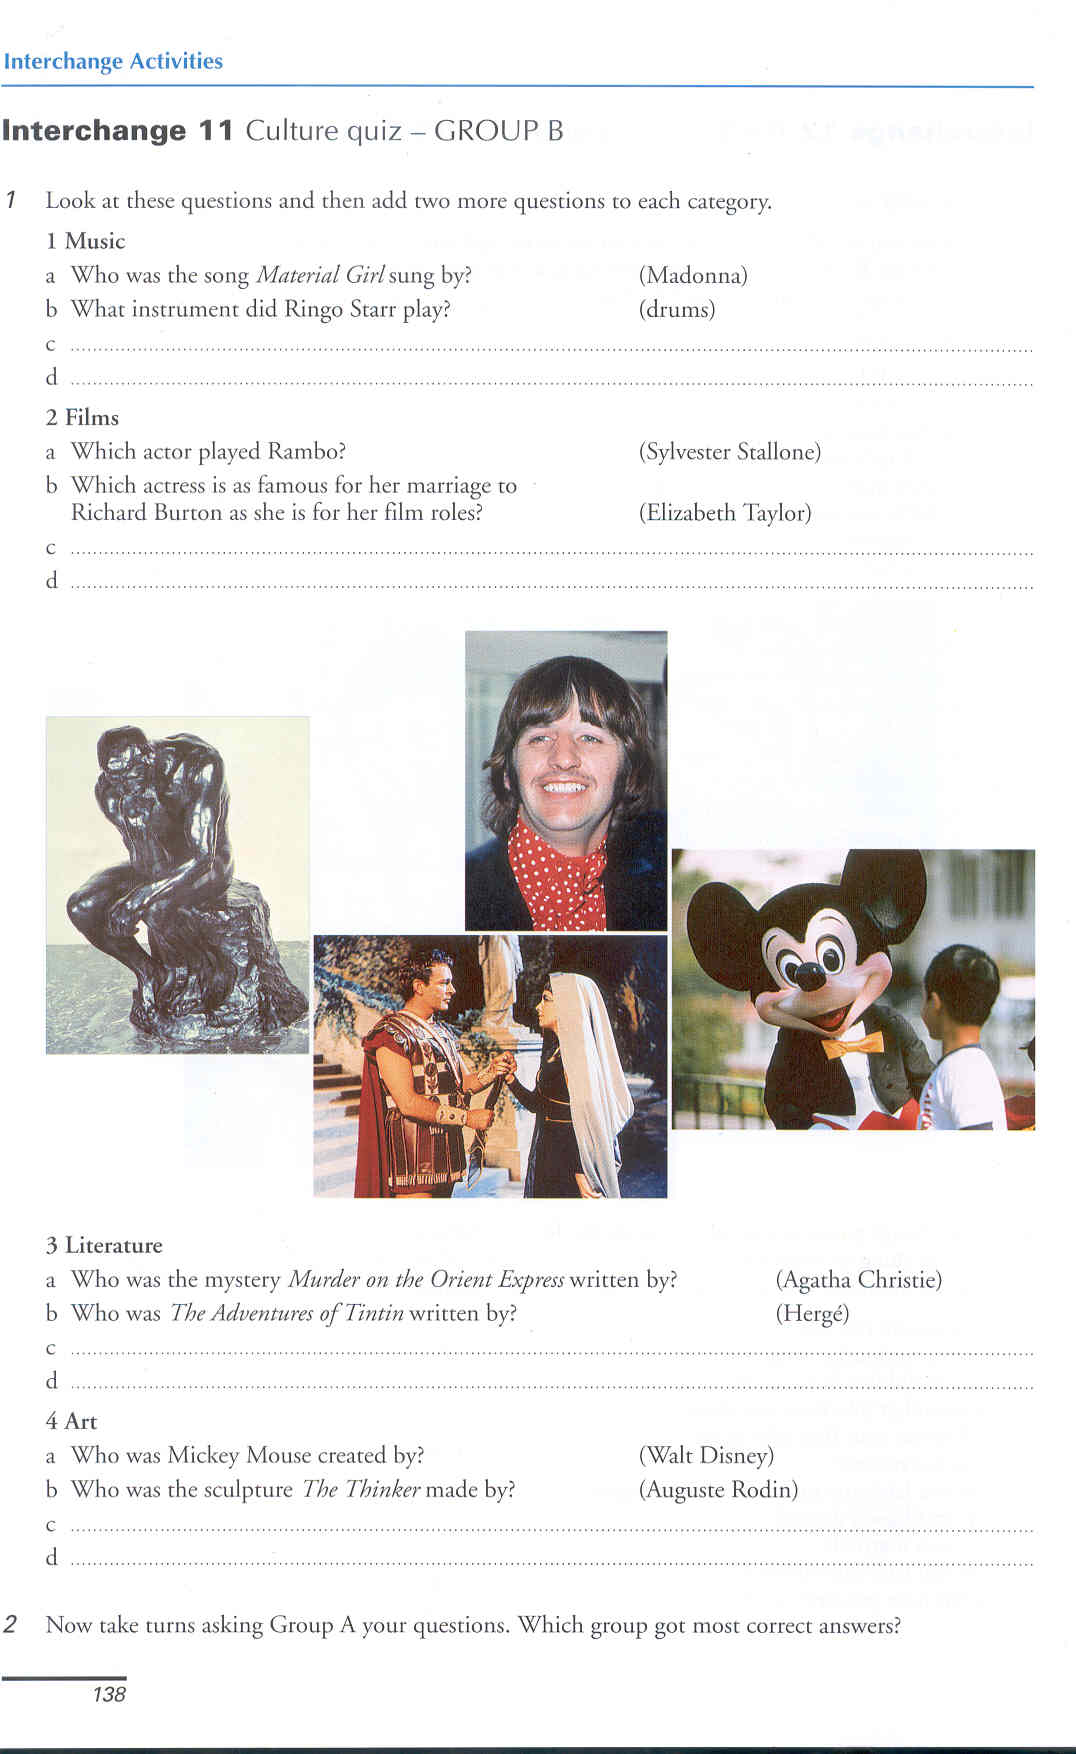 Interchange Activities
Interchange 11 Culture quiz – GROUP B
1 Look at these questions and then add two more questions to each category.
1 Music
a Who was the song Material Girl sung by? (Madonna)
b What instrument did Ringo Starr play? (drums)
c
d
2 Films
a Which actor played Rambo? (Sylvester Stallone)
b Which actress is as famous for her marriage to
Richard Burton as she is for her film roles? (Elizabeth Taylor)
c
d
3 Literature
a Who was the mystery Murder on the Orient Express written by? (Agatha Christie)
b Who was The Adventures of Tintin written by? (Hergé)
c
d
4 Art
a Who was Mickey Mouse created by? (Walt Disney)
b Who was the sculpture The Thinker made by? (Auguste Rodin)
c
d
2 Now take turns asking Group A your questions. Which group got most correct answers?
138